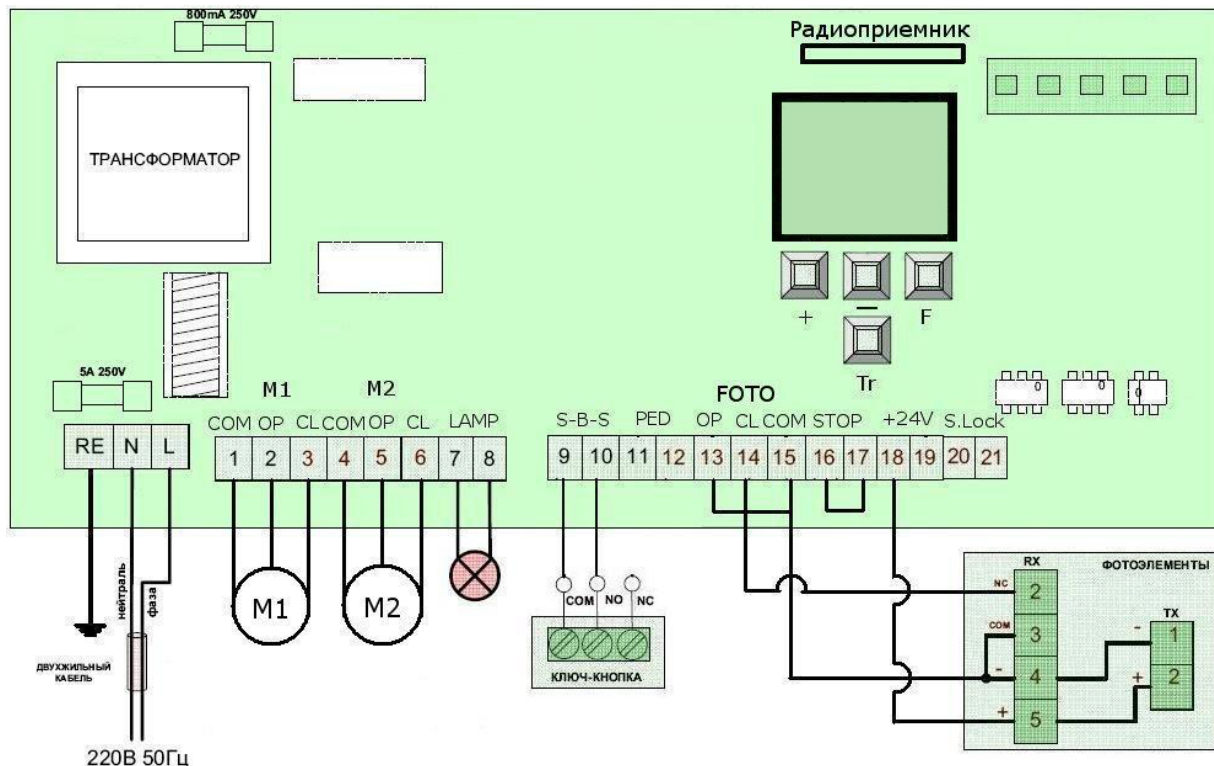 800mA 250V
Радиоприемник
ТРАНСФОРМАТОР
+ — F
Tr
5A 250V
M1 M2
FOTO
COM OP CL COM OP CL LAMP
S-B-S PED OP CL COM STOP +24V S.Lock
RE N L
1 2 3 4 5 6 7 8
9 10 11 12 13 14 15 16 17 18 19 20 21
0 0 0
нейтраль
фаза
M1 M2
COM NO NC
КЛЮЧ-КНОПКА
ДВУХЖИЛЬНЫЙ
КАБЕЛЬ
220В 50Гц
RX ФОТОЭЛЕМЕНТЫ
NC 2
TX
COM 3
- 1
- 4
+ 2
+ 5